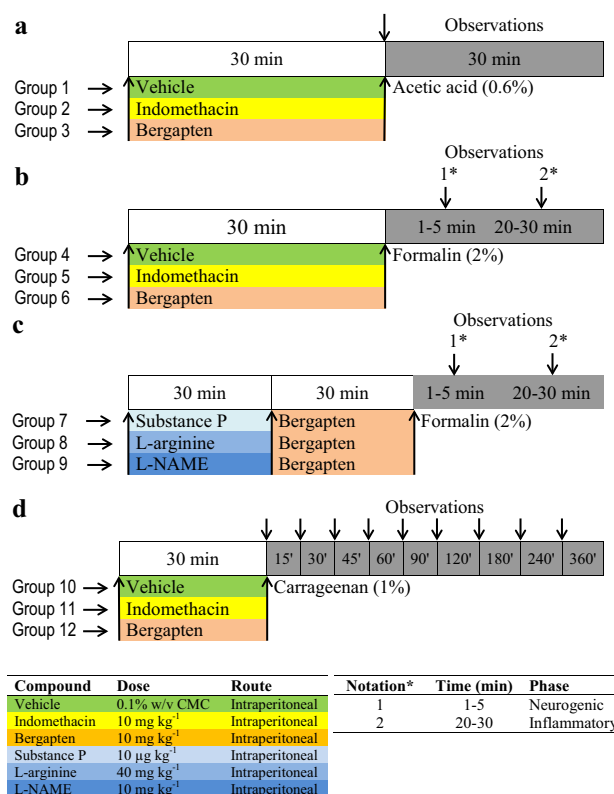 a
Observations
30 min 30 min
Group 1 Vehicle Acetic acid (0.6%)
Group 2 Indomethacin
Group 3 Bergapten
Observations
b 1* 2*
30 min 1-5 min 20-30 min
Group 4 Vehicle Formalin (2%)
Group 5 Indomethacin
Group 6 Bergapten
c
Observations
1* 2*
30 min 30 min 1-5 min 20-30 min
Group 7 Substance P Bergapten Formalin (2%)
Group 8 L-arginine Bergapten
Group 9 L-NAME Bergapten
d
Observations
30 min 15' 30' 45' 60' 90' 120' 180' 240' 360'
Group 10 Vehicle Carrageenan (1%)
Group 11 Indomethacin
Group 12 Bergapten
Compound Dose Route
Vehicle 0.1% w/v CMC Intraperitoneal
Indomethacin 10 mg kg⁻¹ Intraperitoneal
Bergapten 10 mg kg⁻¹ Intraperitoneal
Substance P 10 µg kg⁻¹ Intraperitoneal
L-arginine 40 mg kg⁻¹ Intraperitoneal
L-NAME 10 mg kg⁻¹ Intraperitoneal
Notation* Time (min) Phase
1 1-5 Neurogenic
2 20-30 Inflammatory